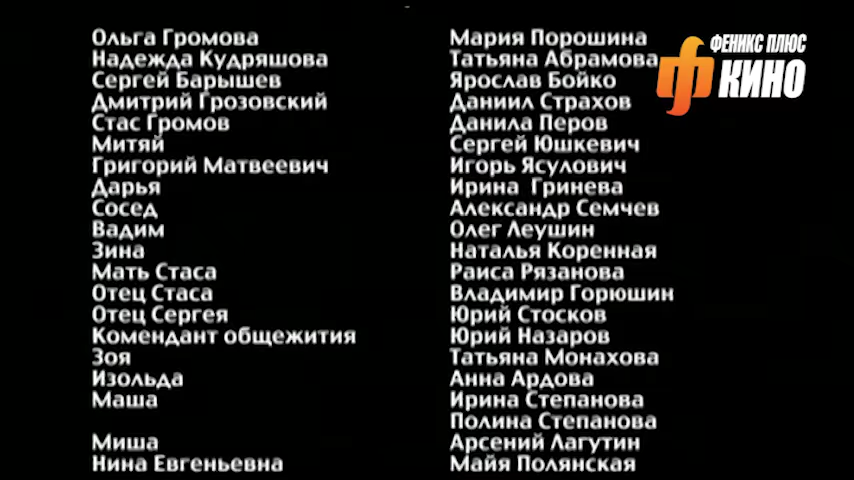 Ольга Громова Мария Порошина
Надежда Кудряшова Татьяна Абрамова
Сергей Барышев Ярослав Бойко
Дмитрий Грозовский Даниил Страхов
Стас Громов Данила Перов
Митяй Сергей Юшкевич
Григорий Матвеевич Игорь Ясулович
Дарья Ирина Гринева
Сосед Александр Семчев
Вадим Олег Леушин
Зина Наталья Коренная
Мать Стаса Раиса Рязанова
Отец Стаса Владимир Горюшин
Отец Сергея Юрий Стосков
Комендант общежития Юрий Назаров
Зоя Татьяна Монахова
Изольда Анна Ардова
Маша Ирина Степанова
Полина Степанова
Миша Арсений Лагутин
Нина Евгеньевна Майя Полянская
ФЕНИКС ПЛЮС
КИНО